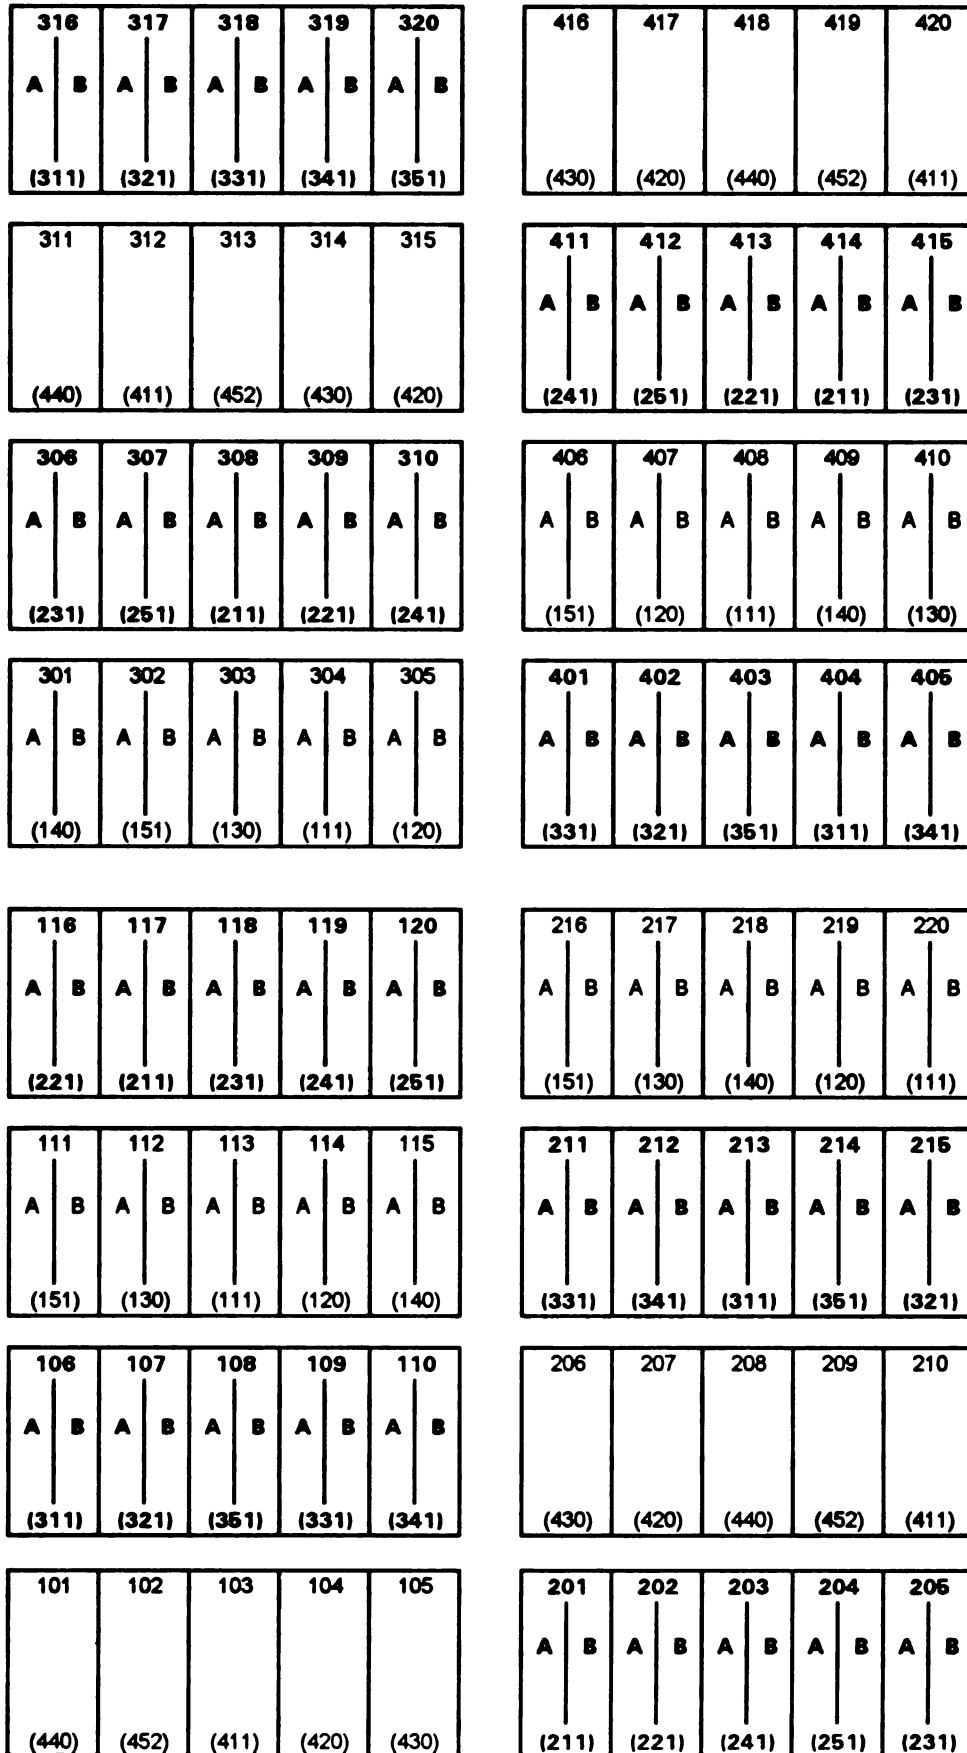 316 317 318 319 320 416 417 418 419 420
A B A B A B A B A B
(311) (321) (331) (341) (351) (430) (420) (440) (452) (411)
311 312 313 314 315 411 412 413 414 415
A B A B A B A B A B
(440) (411) (452) (430) (420) (241) (251) (221) (211) (231)
306 307 308 309 310 406 407 408 409 410
A B A B A B A B A B A B A B A B A B A B
(231) (251) (211) (221) (241) (151) (120) (111) (140) (130)
301 302 303 304 305 401 402 403 404 405
A B A B A B A B A B A B A B A B A B A B
(140) (151) (130) (111) (120) (331) (321) (351) (311) (341)
116 117 118 119 120 216 217 218 219 220
A B A B A B A B A B A B A B A B A B A B
(221) (211) (231) (241) (251) (151) (130) (140) (120) (111)
111 112 113 114 115 211 212 213 214 215
A B A B A B A B A B A B A B A B A B A B
(151) (130) (111) (120) (140) (331) (341) (311) (351) (321)
106 107 108 109 110 206 207 208 209 210
A B A B A B A B A B
(311) (321) (351) (331) (341) (430) (420) (440) (452) (411)
101 102 103 104 105 201 202 203 204 205
A B A B A B A B A B
(440) (452) (411) (420) (430) (211) (221) (241) (251) (231)